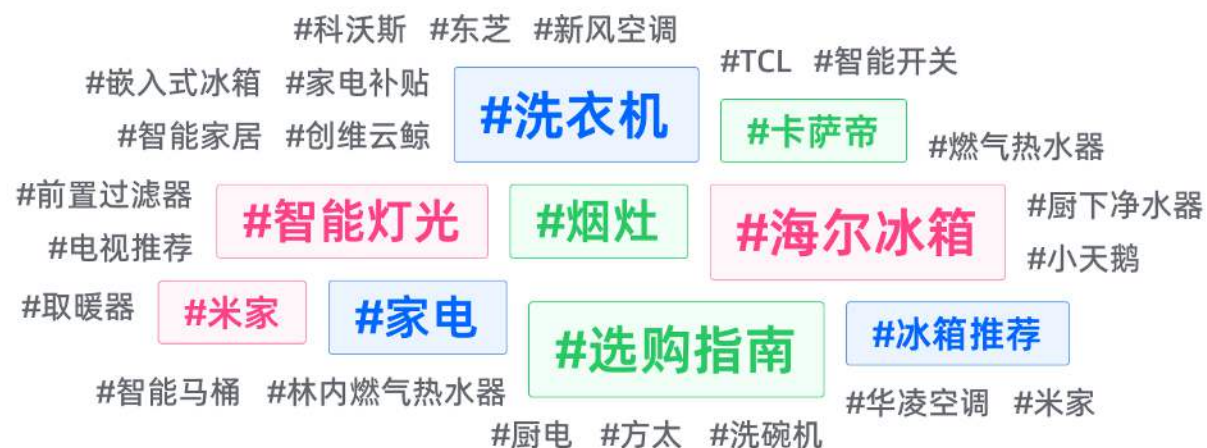 #科沃斯 #东芝 #新风空调
#TCL #智能开关
#嵌入式冰箱 #家电补贴
#洗衣机
#卡萨帝
#智能家居 #创维云鲸
#燃气热水器
#前置过滤器
#智能灯光
#烟灶
#海尔冰箱
#厨下净水器
#电视推荐
#小天鹅
#取暖器
#米家
#家电
#选购指南
#冰箱推荐
#智能马桶 #林内燃气热水器
#华凌空调 #米家
#厨电 #方太 #洗碗机